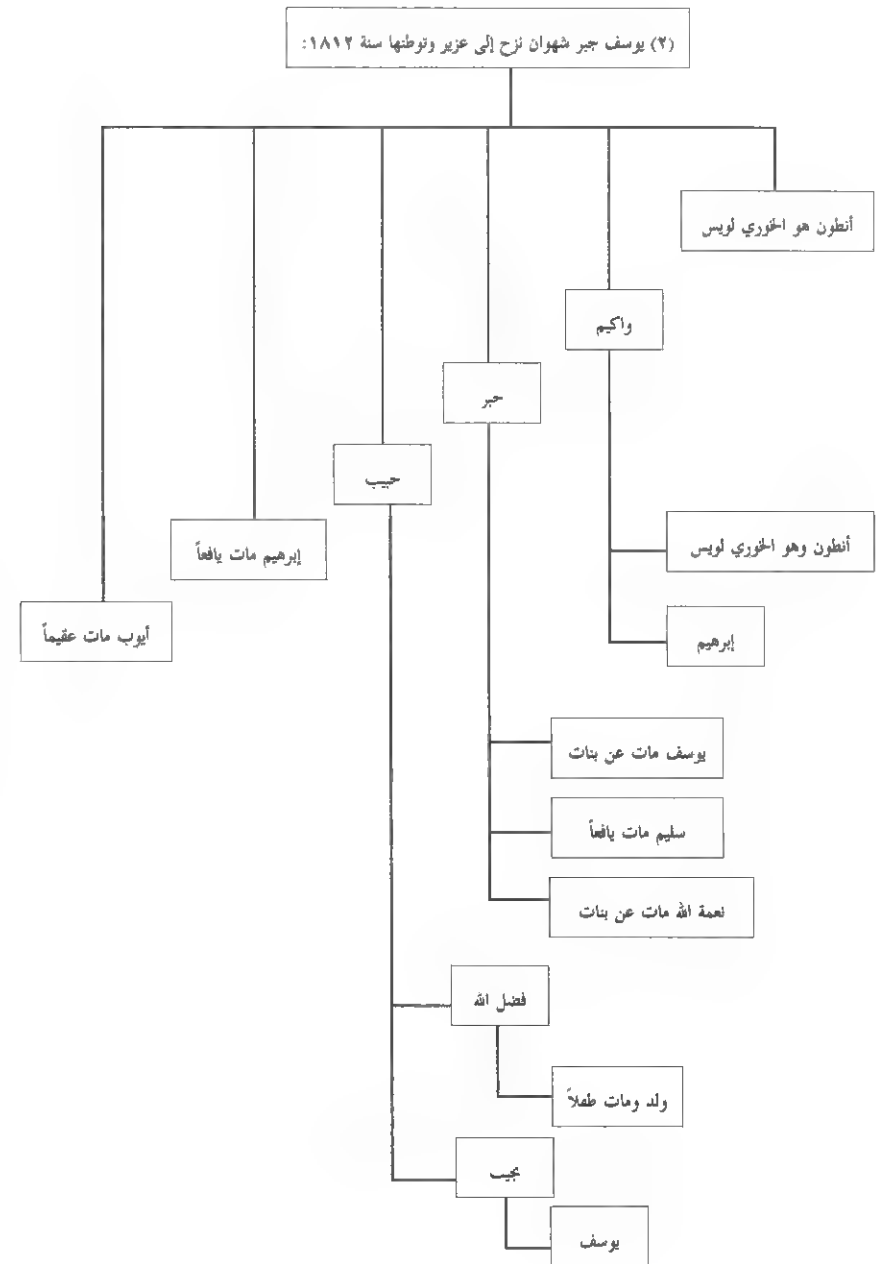 (٢) يوسف جبر شهوان نزح إلى عزير وتوطنها سنة ١٨١٢:
أنطون هو الخوري لويس
واكيم
حبر
حبيب
إبرهيم مات يافعاً
أيوب مات عقيماً
أنطون وهو الخوري لويس
إبرهيم
يوسف مات عن بنات
سليم مات يافعاً
نعمة الله مات عن بنات
فضل الله
ولد ومات طفلاً
نجيب
يوسف